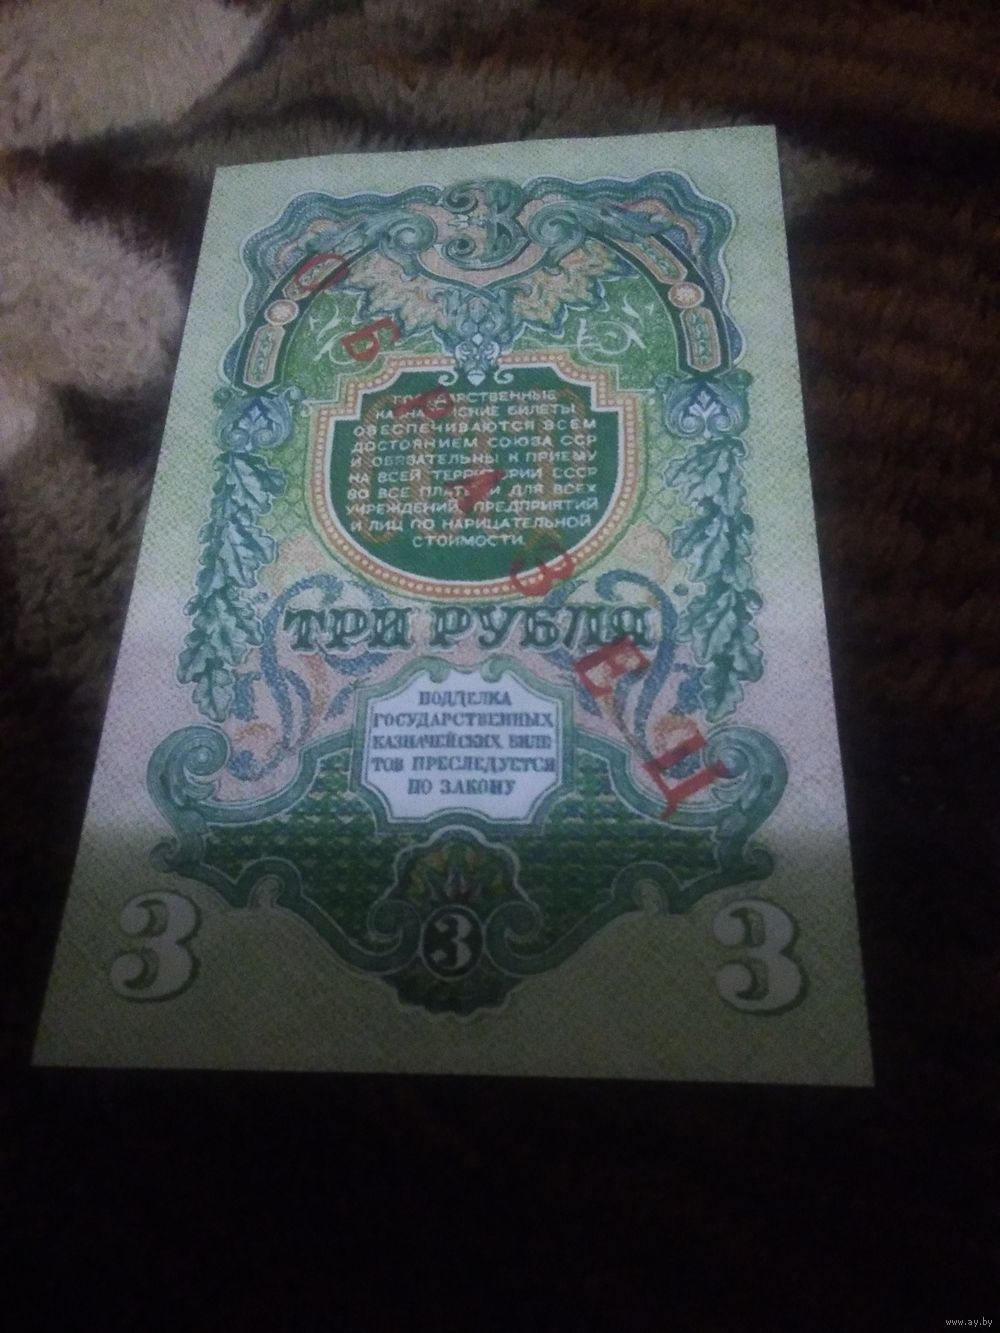 3
ОБРАЗЕЦ
ГОСУДАРСТВЕННЫЕ
КАЗНАЧЕЙСКИЕ БИЛЕТЫ
ОБЕСПЕЧИВАЮТСЯ ВСЕМ
ДОСТОЯНИЕМ СОЮЗА ССР
И ОБЯЗАТЕЛЬНЫ К ПРИЕМУ
НА ВСЕЙ ТЕРРИТОРИИ СССР
ВО ВСЕ ПЛАТЕЖИ ДЛЯ ВСЕХ
УЧРЕЖДЕНИЙ, ПРЕДПРИЯТИЙ
И ЛИЦ ПО НАРИЦАТЕЛЬНОЙ
СТОИМОСТИ.
ТРИ РУБЛЯ
ПОДДЕЛКА
ГОСУДАРСТВЕННЫХ
КАЗНАЧЕЙСКИХ БИЛЕ-
ТОВ ПРЕСЛЕДУЕТСЯ
ПО ЗАКОНУ
3 3 3
www.ay.by